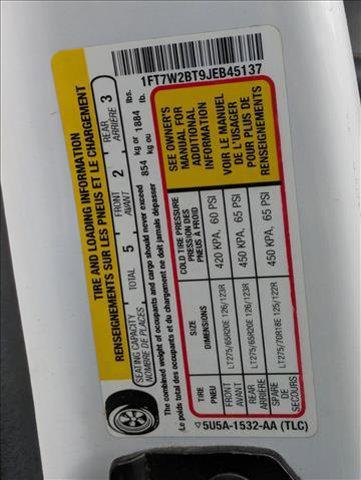 1FT7W2BT9JEB45137
TIRE AND LOADING INFORMATION
RENSEIGNEMENTS SUR LES PNEUS ET LE CHARGEMENT
SEATING CAPACITY
NOMBRE DE PLACES
TOTAL 5 FRONT AVANT 2 REAR ARRIÈRE 3
The combined weight of occupants and cargo should never exceed 854 kg or 1884 lbs.
Le poids total des occupants et du chargement ne doit jamais dépasser 854 kg ou 1884 lb.
TIRE SIZE COLD TIRE PRESSURE
PNEU DIMENSIONS PRESSION DES PNEUS À FROID
FRONT AVANT LT275/65R20E 126/123R 420 KPA, 60 PSI
REAR ARRIÈRE LT275/65R20E 126/123R 450 KPA, 65 PSI
SPARE DE SECOURS LT275/70R18E 125/122R 450 KPA, 65 PSI
SEE OWNER'S
MANUAL FOR
ADDITIONAL
INFORMATION
VOIR LE MANUEL
DE L'USAGER
POUR PLUS DE
RENSEIGNEMENTS
5U5A-1532-AA (TLC)